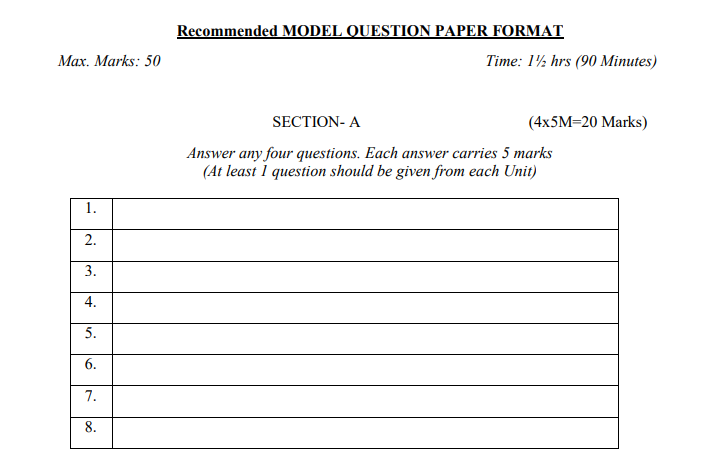 Recommended MODEL QUESTION PAPER FORMAT
Max. Marks: 50 Time: 1½ hrs (90 Minutes)
SECTION- A (4x5M=20 Marks)
Answer any four questions. Each answer carries 5 marks
(At least 1 question should be given from each Unit)
1.
2.
3.
4.
5.
6.
7.
8.